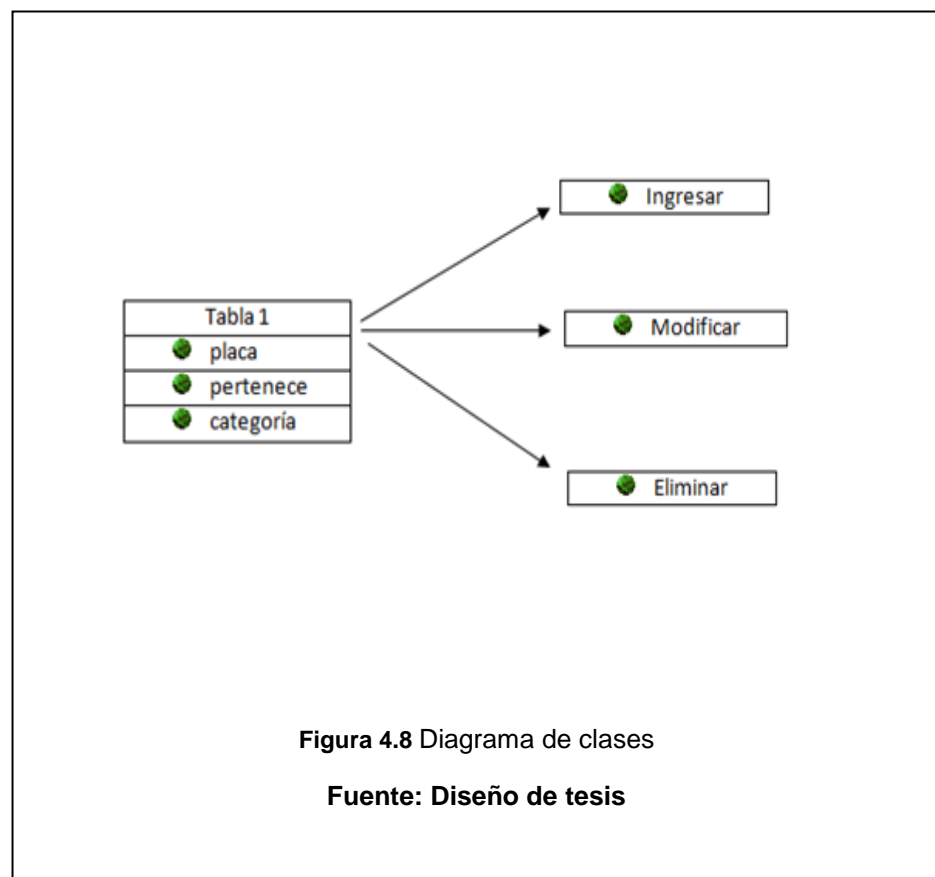 Ingresar
Tabla 1
placa
pertenece
categoría
Modificar
Eliminar
Figura 4.8 Diagrama de clases
Fuente: Diseño de tesis